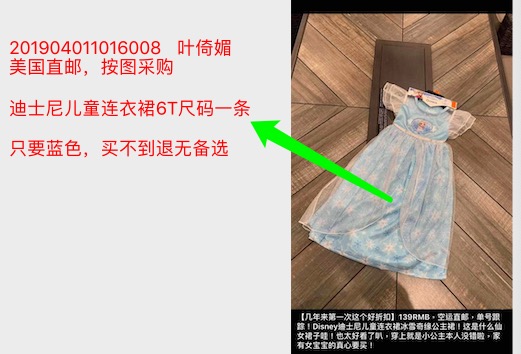 201904011016008 叶倚媚
美国直邮，按图采购
迪士尼儿童连衣裙6T尺码一条
只要蓝色，买不到退无备选
【几年来第一次这个好折扣】139RMB，空运直邮，单号跟
踪！Disney迪士尼儿童连衣裙冰雪奇缘公主裙！这是什么仙
女裙子哇！也太好看了叭，穿上就是小公主本人没错啦，家
有女宝宝的真心要买！